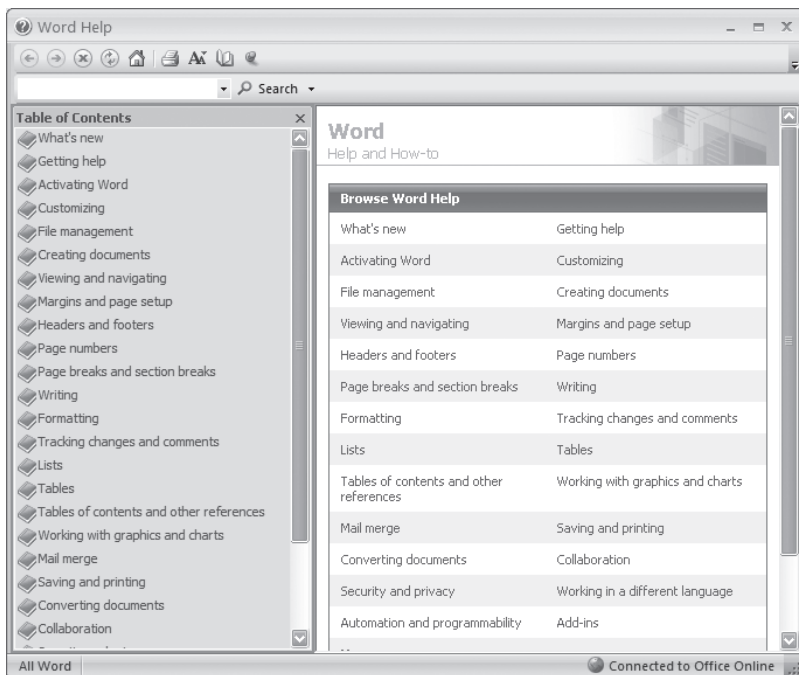 Word Help
Search
Table of Contents
What's new
Getting help
Activating Word
Customizing
File management
Creating documents
Viewing and navigating
Margins and page setup
Headers and footers
Page numbers
Page breaks and section breaks
Writing
Formatting
Tracking changes and comments
Lists
Tables
Tables of contents and other references
Working with graphics and charts
Mail merge
Saving and printing
Converting documents
Collaboration
Word
Help and How-to
Browse Word Help
What's new Getting help
Activating Word Customizing
File management Creating documents
Viewing and navigating Margins and page setup
Headers and footers Page numbers
Page breaks and section breaks Writing
Formatting Tracking changes and comments
Lists Tables
Tables of contents and other Working with graphics and charts
references
Mail merge Saving and printing
Converting documents Collaboration
Security and privacy Working in a different language
Automation and programmability Add-ins
All Word Connected to Office Online